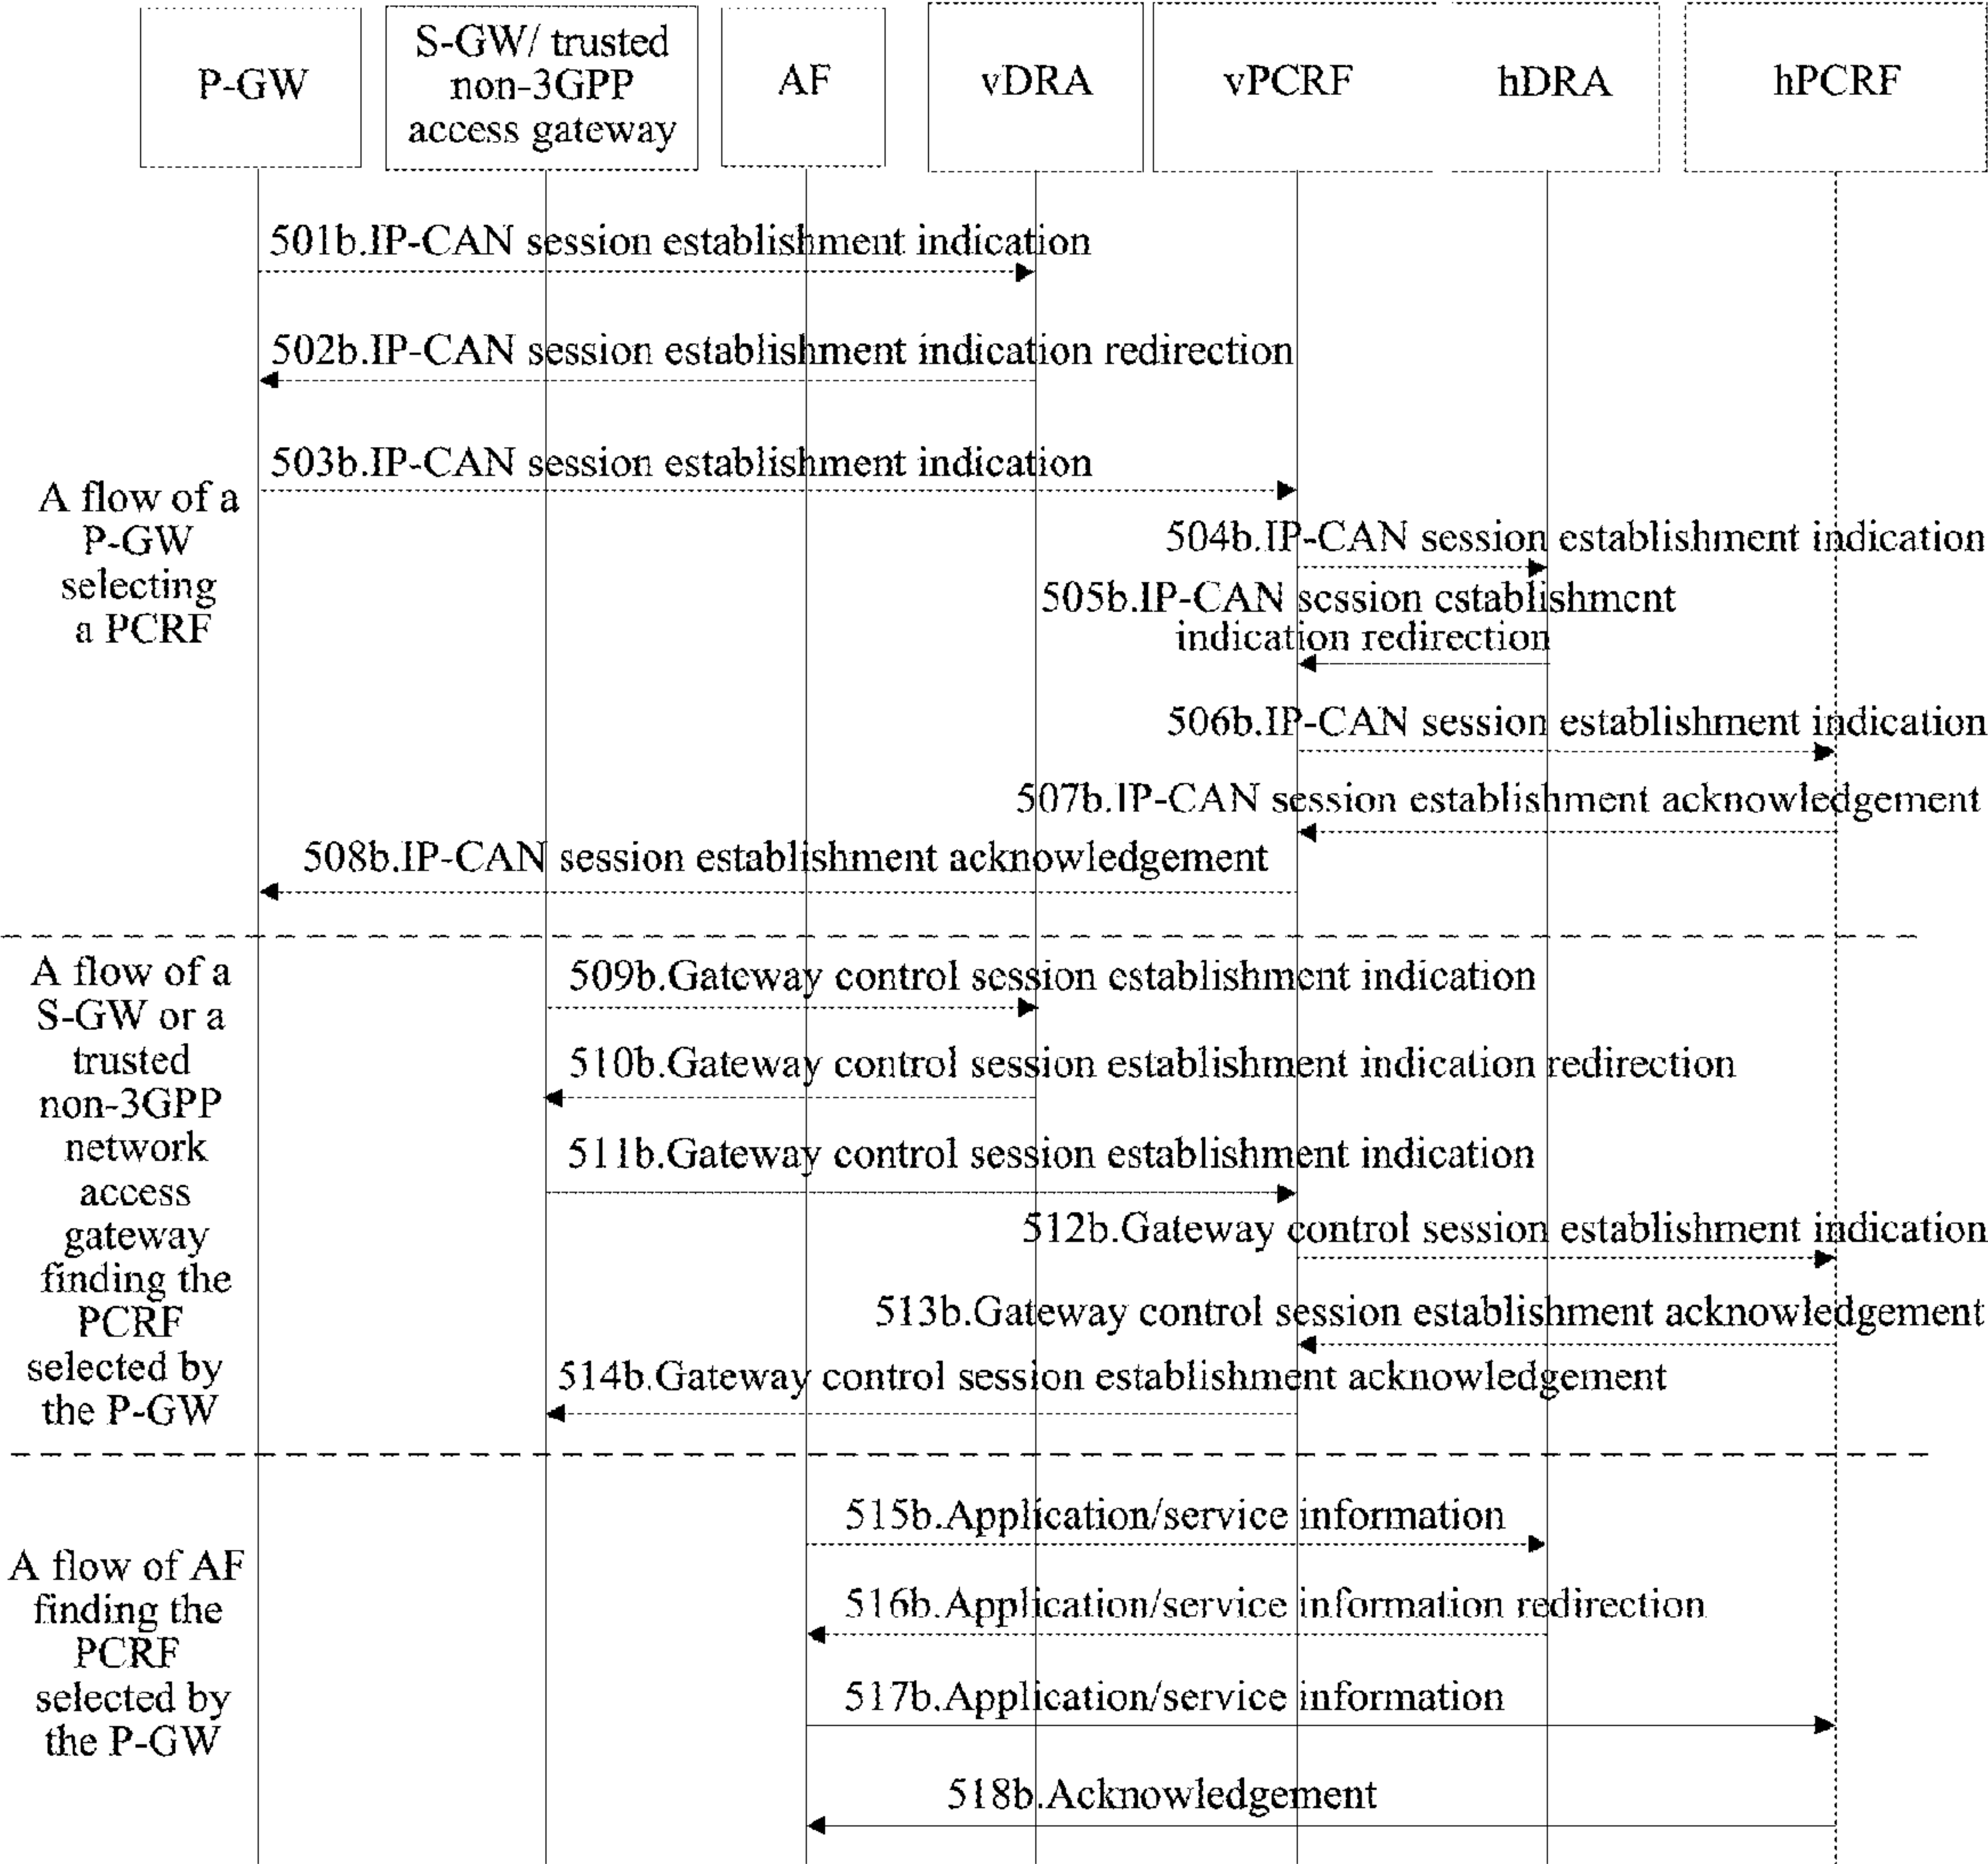 P-GW
S-GW/ trusted
non-3GPP
access gateway
AF
vDRA
vPCRF
hDRA
hPCRF
501b.IP-CAN session establishment indication
502b.IP-CAN session establishment indication redirection
503b.IP-CAN session establishment indication
A flow of a
P-GW
selecting
a PCRF
504b.IP-CAN session establishment indication
505b.IP-CAN session establishment
indication redirection
506b.IP-CAN session establishment indication
507b.IP-CAN session establishment acknowledgement
508b.IP-CAN session establishment acknowledgement
A flow of a
S-GW or a
trusted
non-3GPP
network
access
gateway
finding the
PCRF
selected by
the P-GW
509b.Gateway control session establishment indication
510b.Gateway control session establishment indication redirection
511b.Gateway control session establishment indication
512b.Gateway control session establishment indication
513b.Gateway control session establishment acknowledgement
514b.Gateway control session establishment acknowledgement
A flow of AF
finding the
PCRF
selected by
the P-GW
515b.Application/service information
516b.Application/service information redirection
517b.Application/service information
518b.Acknowledgement